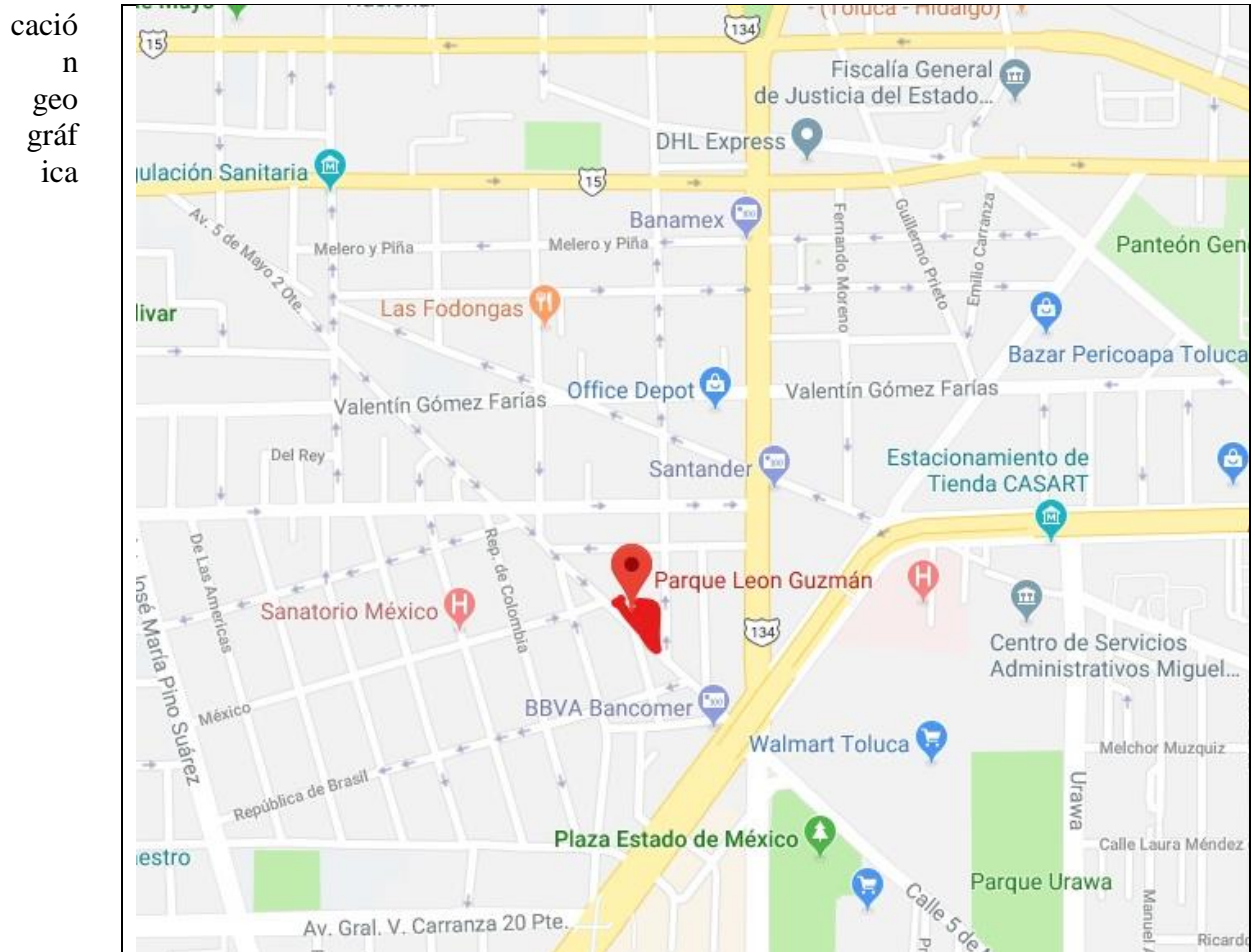 cació
n
geo
gráf
ica
15
134
- (Toluca - Hidalgo)
Fiscalía General
de Justicia del Estado...
DHL Express
ulación Sanitaria
15
Banamex
Av. 5 de Mayo 2 Ote.
Melero y Piña
Melero y Piña
Fernando Moreno
Guillermo Prieto
Emilio Carranza
Panteón Gen
livar
Las Fodongas
Bazar Pericoapa Toluca
Office Depot
Valentín Gómez Farías
Valentín Gómez Farías
Del Rey
Santander
Estacionamiento de
Tienda CASART
De Las Americas
Rep. de Colombia
José María Pino Suárez
Parque Leon Guzmán
Sanatorio México
134
Centro de Servicios
Administrativos Miguel...
México
BBVA Bancomer
Walmart Toluca
Melchor Muzquiz
República de Brasil
Urawa
Plaza Estado de México
Calle Laura Méndez
estro
Parque Urawa
Calle 5 de
Manuel
Av. Gral. V. Carranza 20 Pte.
Ricard